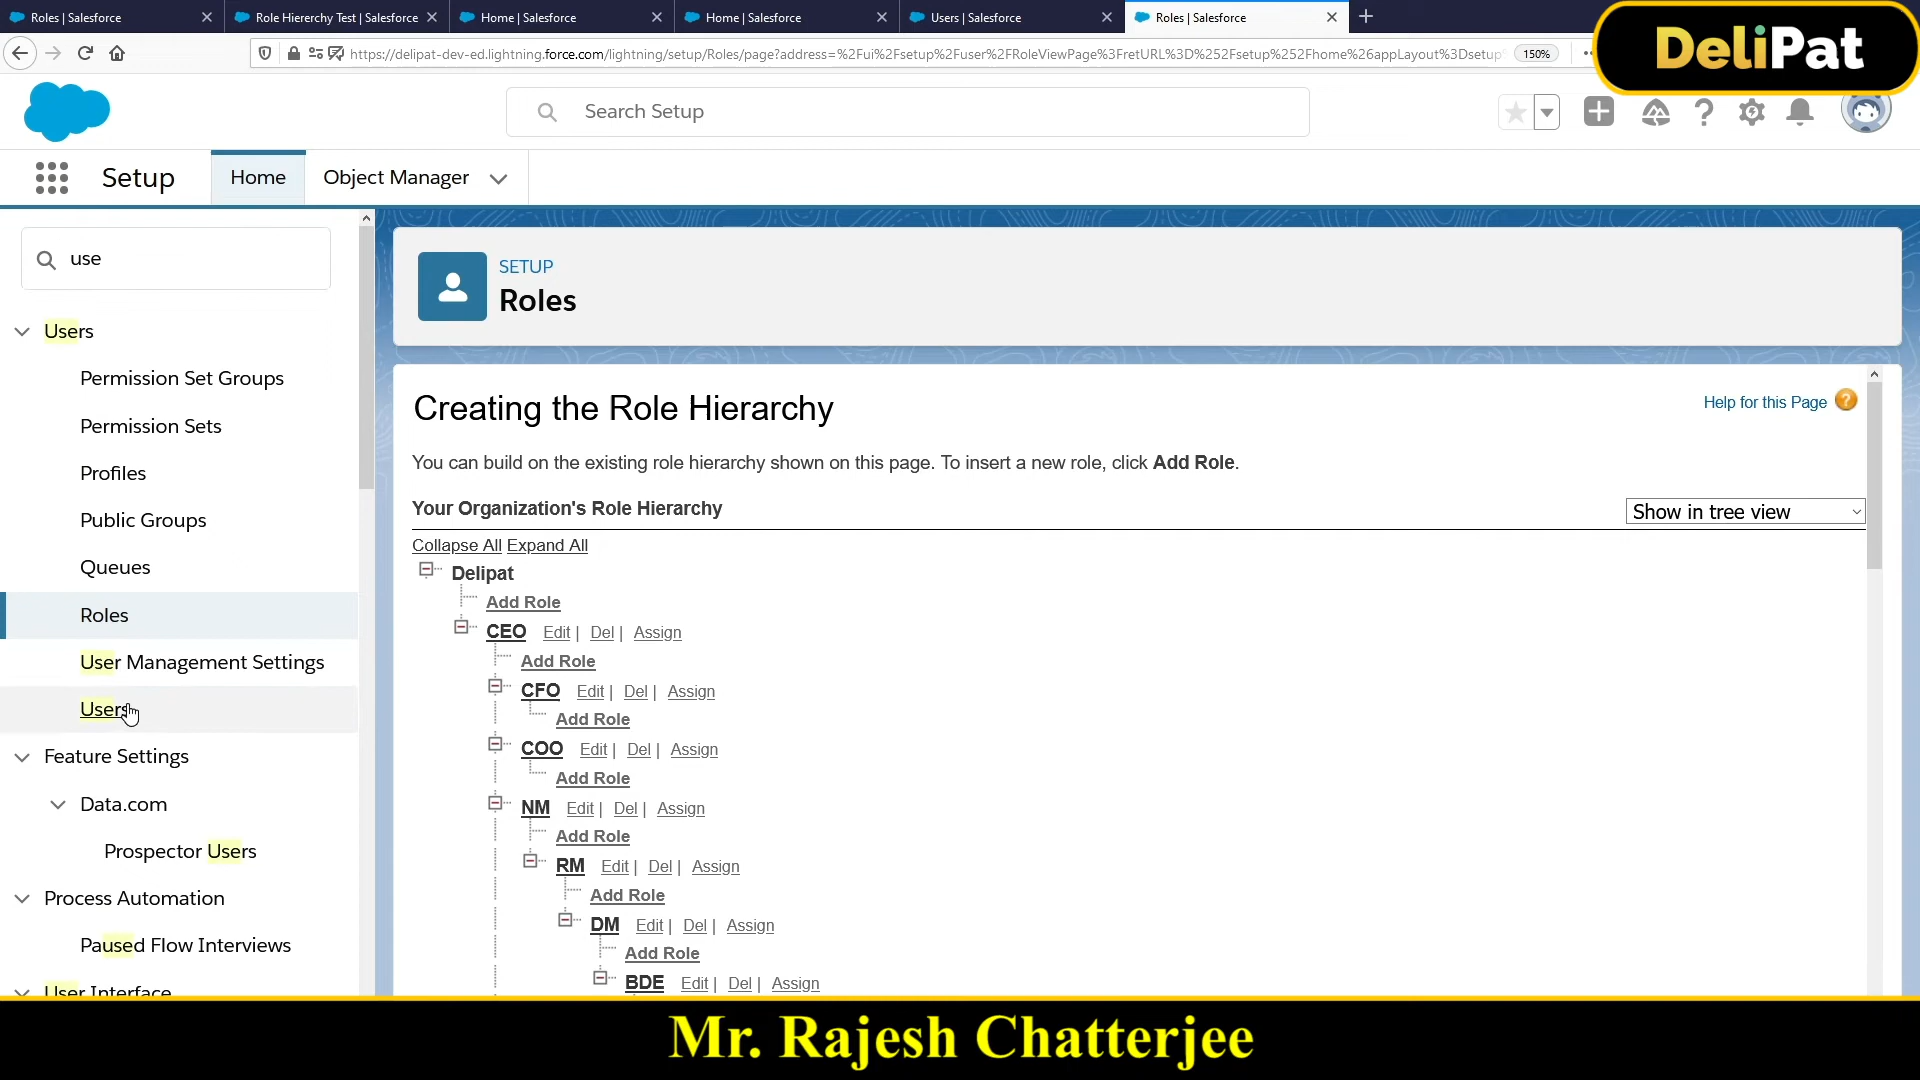 Roles | Salesforce
Role Hiererchy Test | Salesforce
Home | Salesforce
Home | Salesforce
Users | Salesforce
Roles | Salesforce
https://delipat-dev-ed.lightning.force.com/lightning/setup/Roles/page?address=%2Fui%2Fsetup%2Fuser%2FRoleViewPage%3FretURL%3D%252Fsetup%252Fhome%26appLayout%3Dsetup
150%
DeliPat
Search Setup
Setup
Home
Object Manager
use
Users
Permission Set Groups
Permission Sets
Profiles
Public Groups
Queues
Roles
User Management Settings
Users
Feature Settings
Data.com
Prospector Users
Process Automation
Paused Flow Interviews
User Interface
SETUP
Roles
Creating the Role Hierarchy
Help for this Page
You can build on the existing role hierarchy shown on this page. To insert a new role, click Add Role.
Your Organization's Role Hierarchy
Show in tree view
Collapse All Expand All
Delipat
Add Role
CEO Edit | Del | Assign
Add Role
CFO Edit | Del | Assign
Add Role
COO Edit | Del | Assign
Add Role
NM Edit | Del | Assign
Add Role
RM Edit | Del | Assign
Add Role
DM Edit | Del | Assign
Add Role
BDE Edit | Del | Assign
Mr. Rajesh Chatterjee